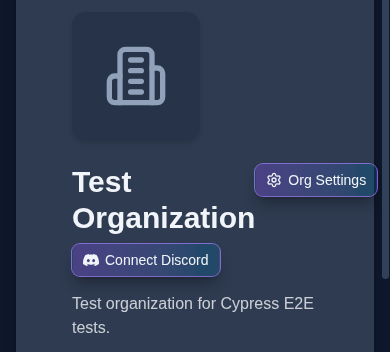 Test
Organization
Org Settings
Connect Discord
Test organization for Cypress E2E
tests.